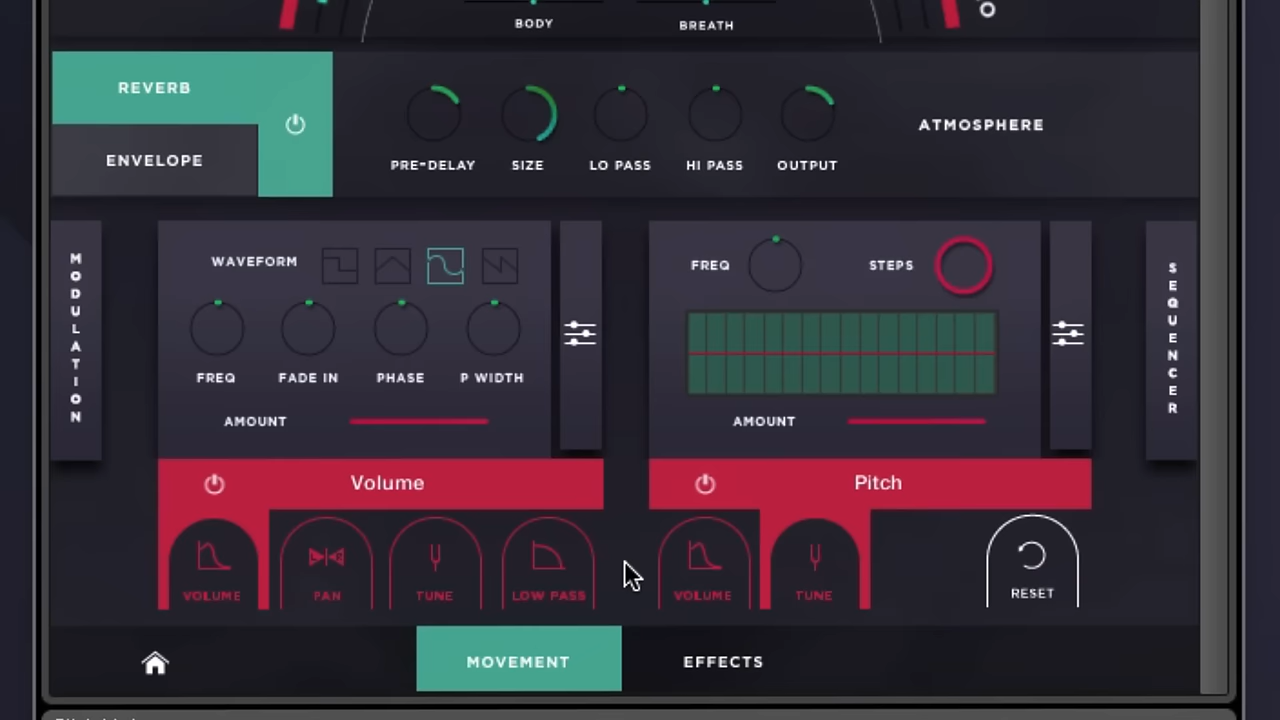 BODY
BREATH
REVERB
ENVELOPE
PRE-DELAY
SIZE
LO PASS
HI PASS
OUTPUT
ATMOSPHERE
MODULATION
WAVEFORM
FREQ
FADE IN
PHASE
P WIDTH
AMOUNT
FREQ
STEPS
AMOUNT
SEQUENCER
Volume
Pitch
VOLUME
PAN
TUNE
LOW PASS
VOLUME
TUNE
RESET
MOVEMENT
EFFECTS